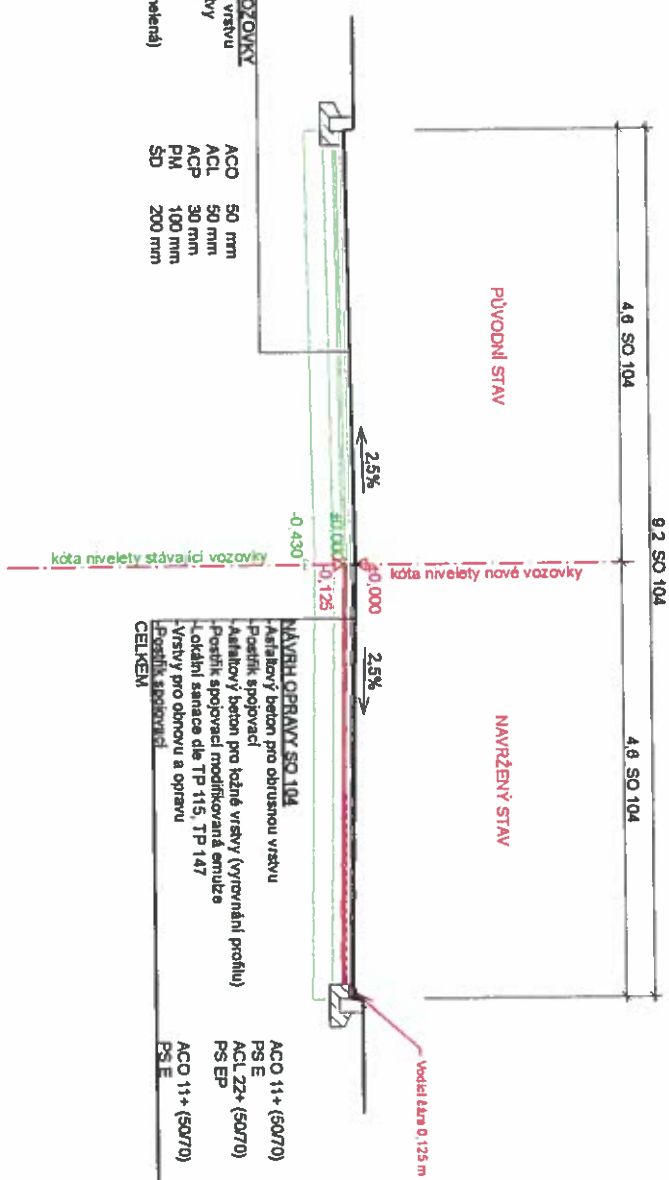 9,2 SO 104
4,6 SO 104
4,6 SO 104
PŮVODNÍ STAV
NAVRŽENÝ STAV
2,5%
2,5%
±0,000
kóta nivelety nové vozovky
kóta nivelety stávající vozovky
±0,000
-0,125
-0,430
Vodící čára 0,125 m
OZOVKY
vrstvu
tvy
ACO 50 mm
ACL 50 mm
ACP 30 mm
PM 100 mm
ŠD 200 mm
NÁVRH OPRAVY SO 104
-Asfaltový beton pro obrusnou vrstvu ACO 11+ (50/70)
-Postřik spojovací PS E
-Asfaltový beton pro ložné vrstvy (vyrovnání profilu) ACL 22+ (50/70)
-Postřik spojovací modifikovaná emulze PS EP
-Lokální sanace dle TP 115, TP 147
-Vrstvy pro obnovu a opravu ACO 11+ (50/70)
-Postřik spojovací PS E
CELKEM